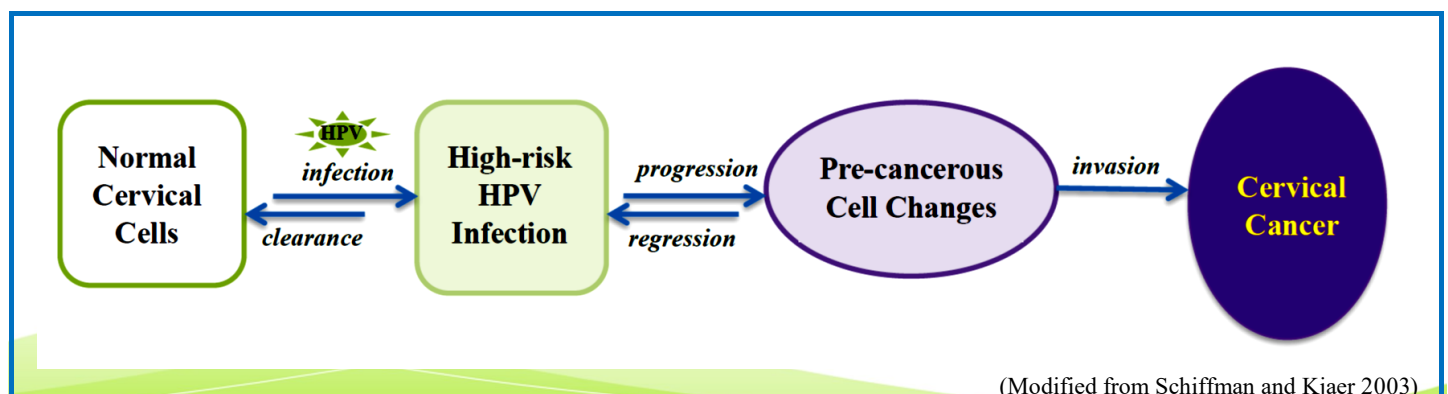 Normal
Cervical
Cells
HPV
infection
clearance
High-risk
HPV
Infection
progression
regression
Pre-cancerous
Cell Changes
invasion
Cervical
Cancer
(Modified from Schiffman and Kjaer 2003)